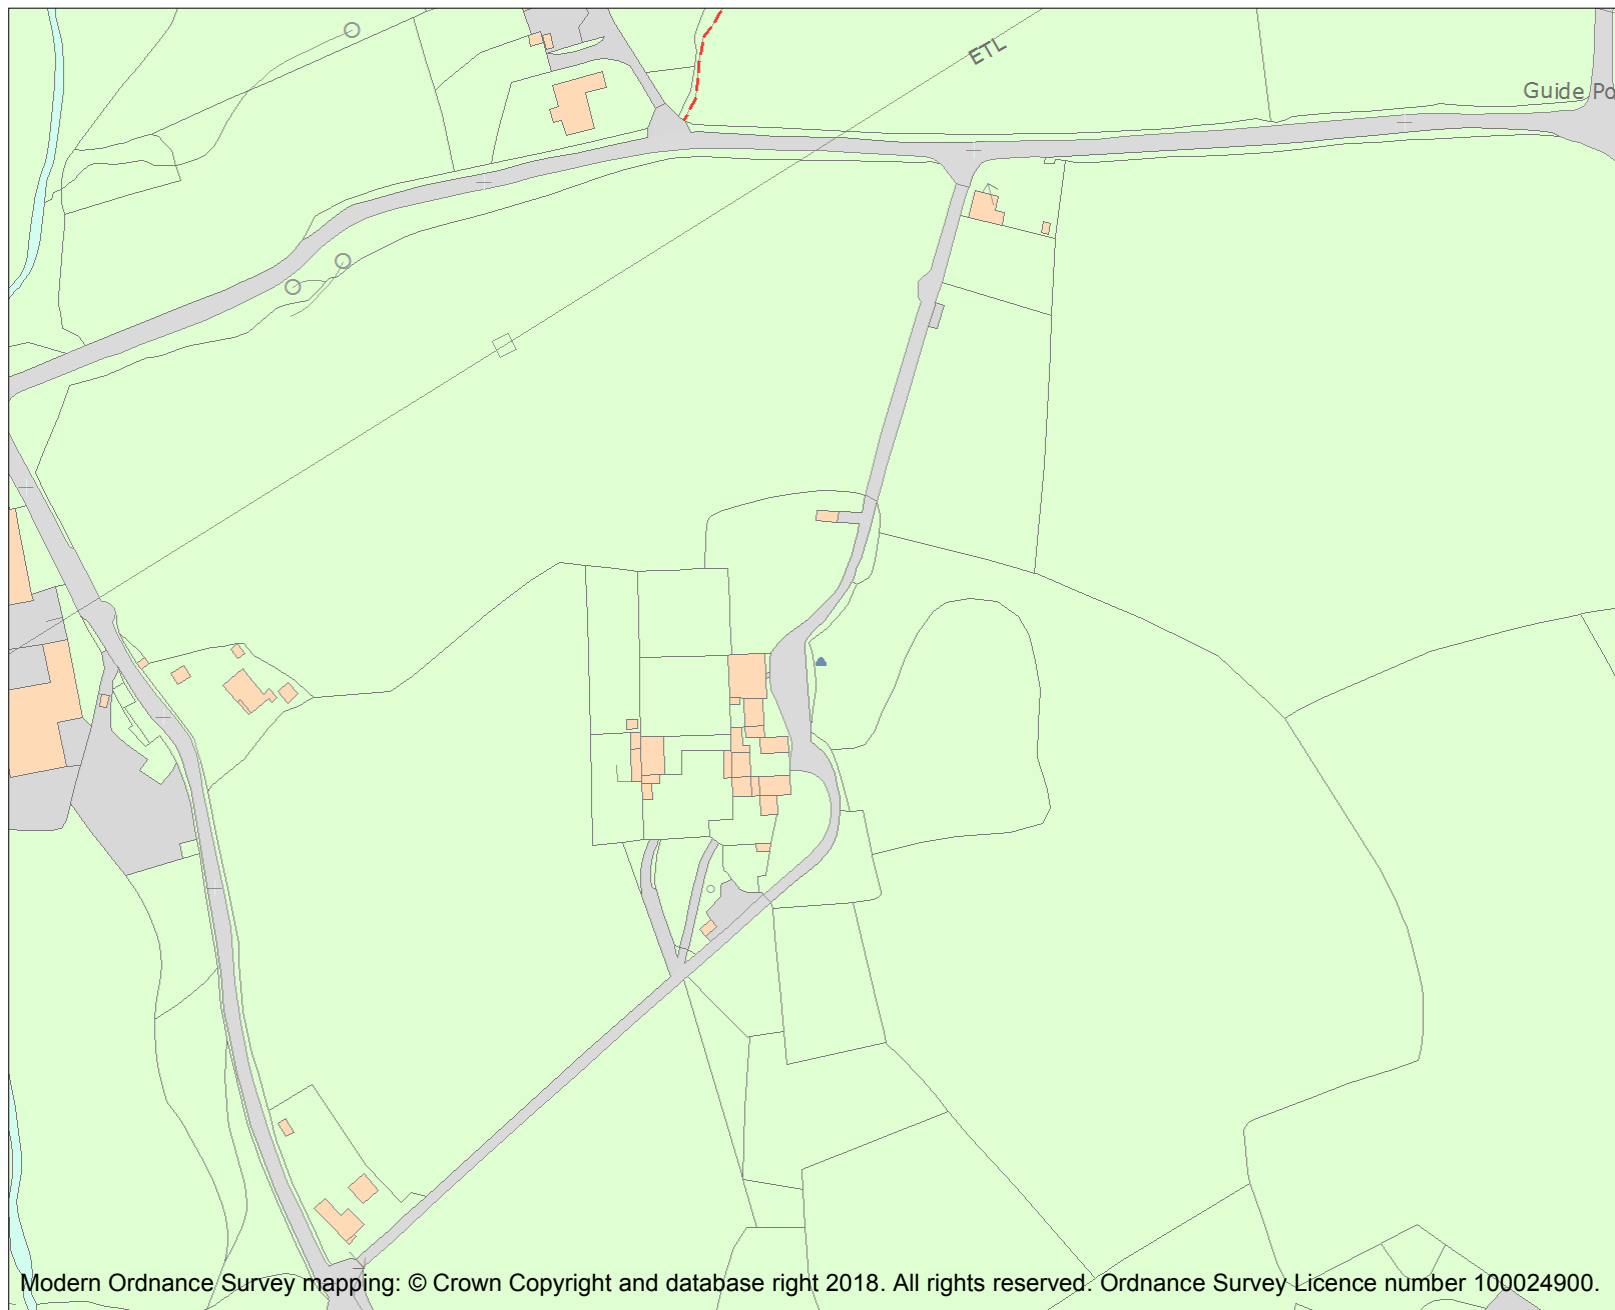 ETL
Guide Po
Modern Ordnance Survey mapping: © Crown Copyright and database right 2018. All rights reserved. Ordnance Survey Licence number 100024900.